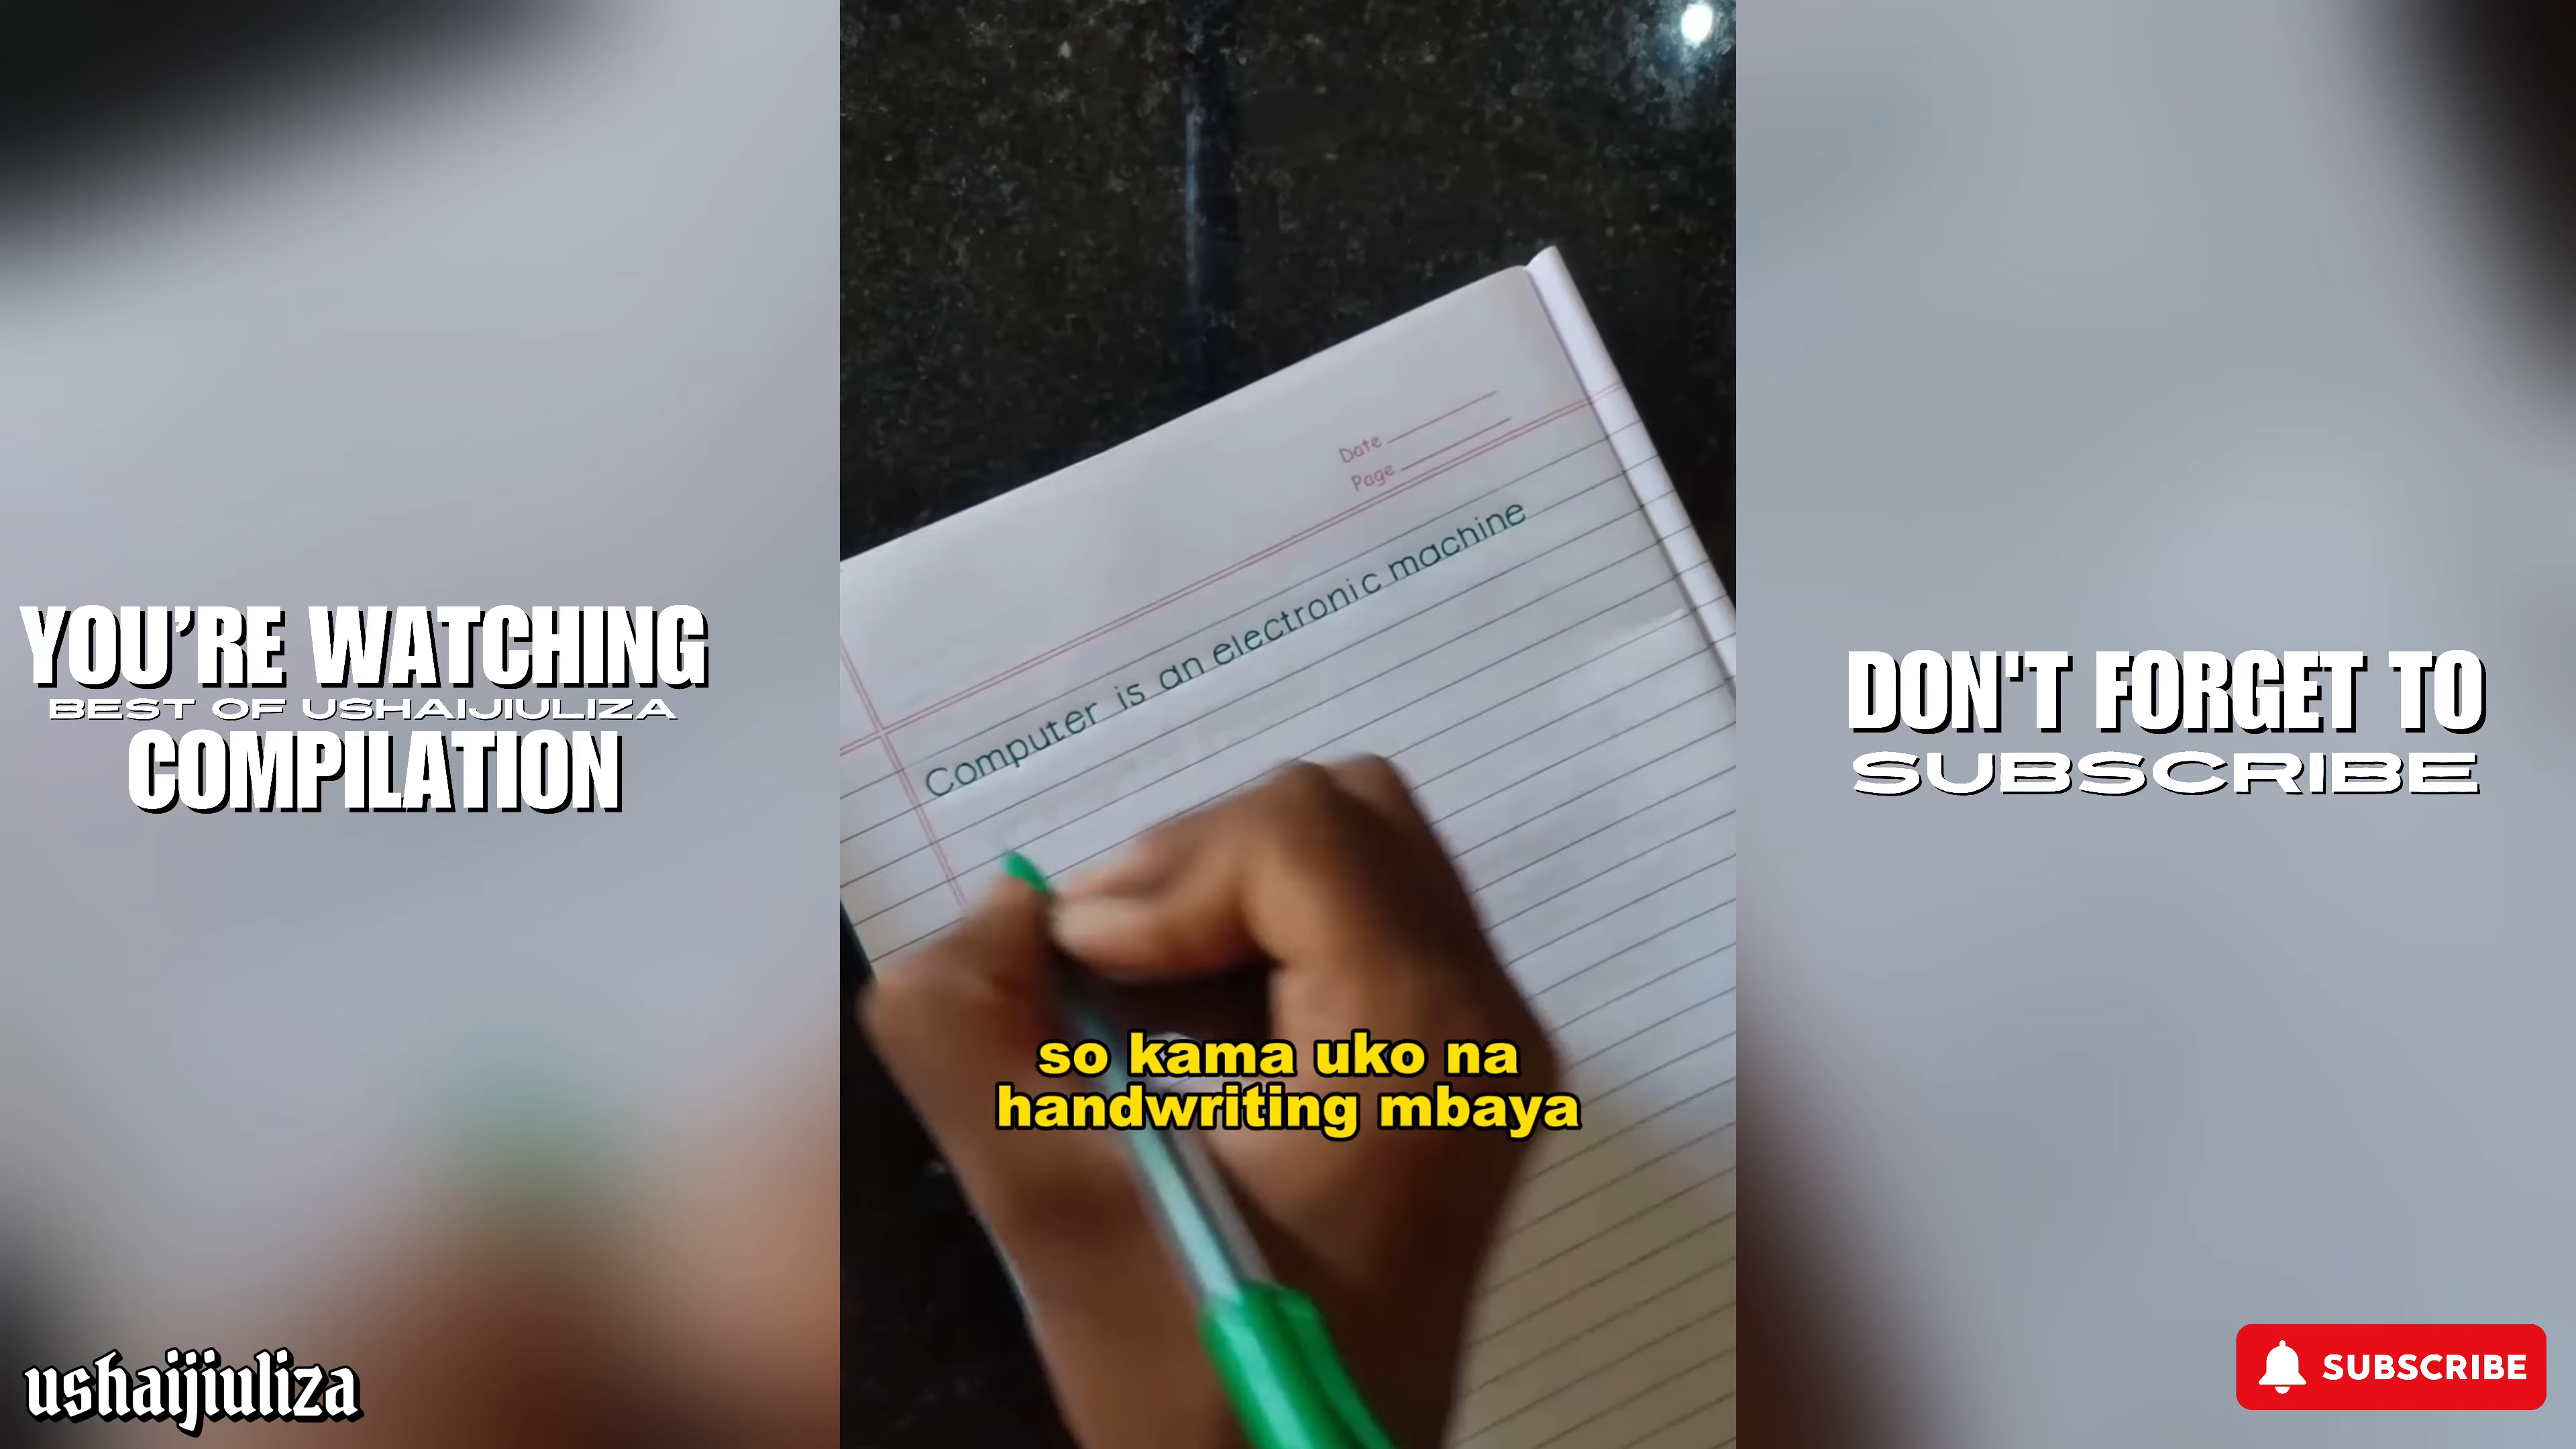 YOU'RE WATCHING
BEST OF USHAIJIULIZA
COMPILATION
ushaijiuliza
Date
Page
Computer is an electronic machine
so kama uko na
handwriting mbaya
DON'T FORGET TO
SUBSCRIBE
SUBSCRIBE